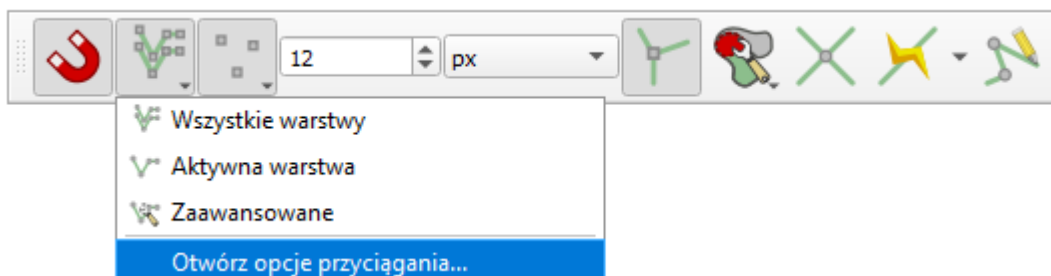 12 px
Wszystkie warstwy
Aktywna warstwa
Zaawansowane
Otwórz opcje przyciągania...